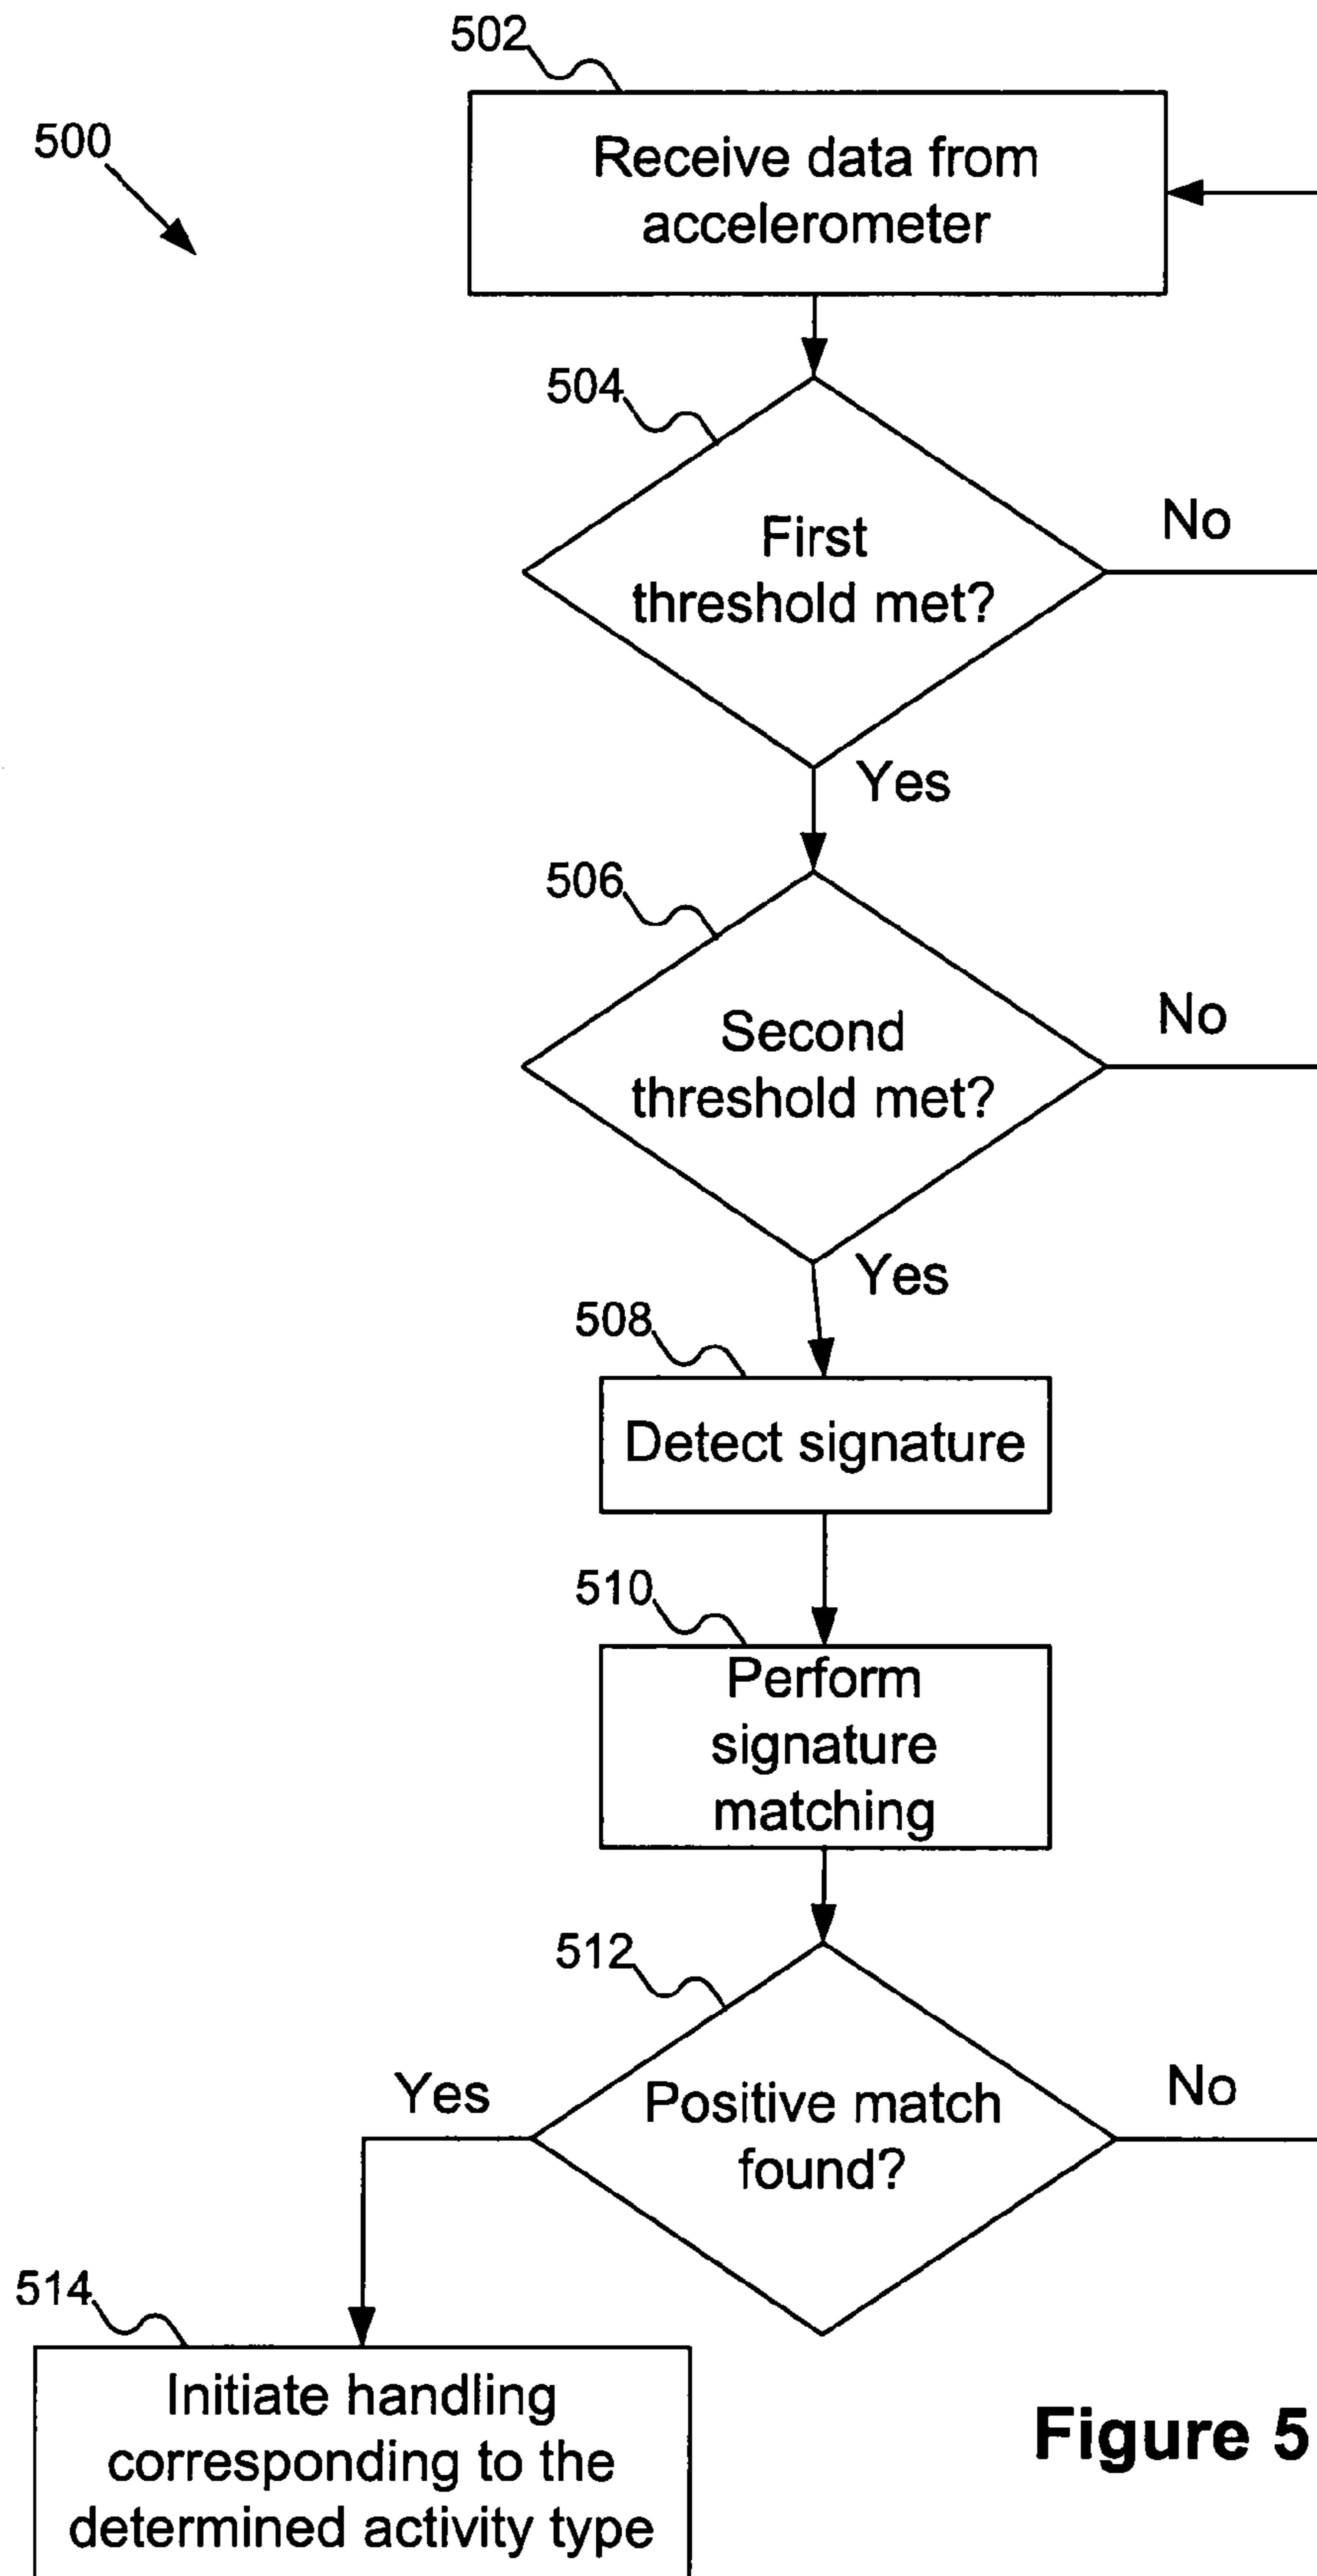 502
500
Receive data from
accelerometer
504
First
threshold met?
No
Yes
506
Second
threshold met?
No
Yes
508
Detect signature
510
Perform
signature
matching
512
Yes
Positive match
found?
No
514
Initiate handling
corresponding to the
determined activity type
Figure 5